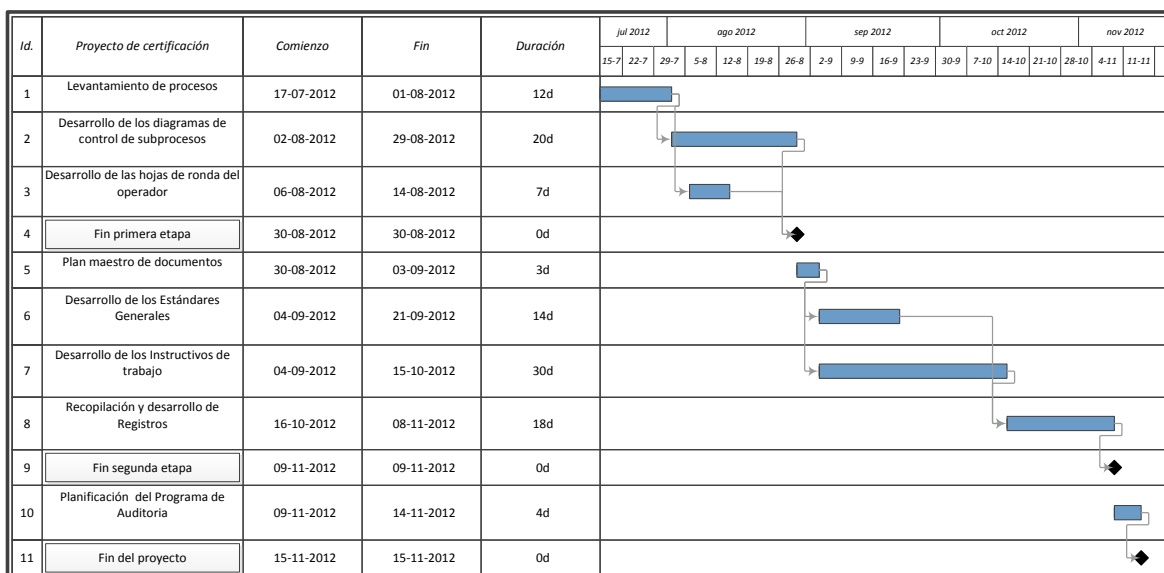 Id. Proyecto de certificación Comienzo Fin Duración
jul 2012 ago 2012 sep 2012 oct 2012 nov 2012
15-7 22-7 29-7 5-8 12-8 19-8 26-8 2-9 9-9 16-9 23-9 30-9 7-10 14-10 21-10 28-10 4-11 11-11
1 Levantamiento de procesos 17-07-2012 01-08-2012 12d
2 Desarrollo de los diagramas de
control de subprocesos 02-08-2012 29-08-2012 20d
3 Desarrollo de las hojas de ronda del
operador 06-08-2012 14-08-2012 7d
4 Fin primera etapa 30-08-2012 30-08-2012 0d
5 Plan maestro de documentos 30-08-2012 03-09-2012 3d
6 Desarrollo de los Estándares
Generales 04-09-2012 21-09-2012 14d
7 Desarrollo de los Instructivos de
trabajo 04-09-2012 15-10-2012 30d
8 Recopilación y desarrollo de
Registros 16-10-2012 08-11-2012 18d
9 Fin segunda etapa 09-11-2012 09-11-2012 0d
10 Planificación del Programa de
Auditoria 09-11-2012 14-11-2012 4d
11 Fin del proyecto 15-11-2012 15-11-2012 0d